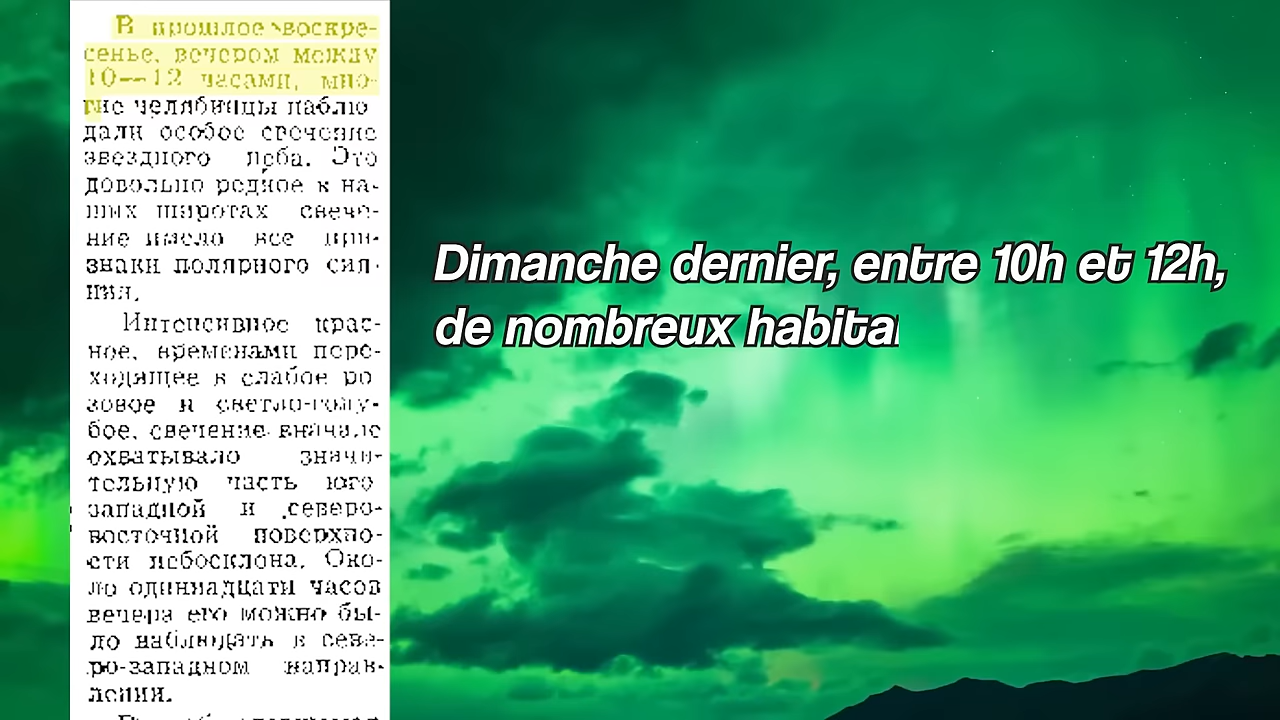 В прошлое воскре-
сенье, вечером между
10—12 часами, мно-
гие челябинцы наблю
дали особое свечение
звездного неба. Это
довольно редкое к на-
ших широтах свече-
ние имело все при-
знаки полярного сия-
ния.
Интенсивное крас-
ное, временами пере-
ходящее в слабое ро
зовое и светло-голу-
бое, свечение вначале
охватывало значи-
тельную часть юго
западной и северо-
восточной поверхно-
сти небосклона. Око-
ло одиннадцати часов
вечера его можно бы-
ло наблюдать в севе-
ро-западном направ-
лении.
Dimanche dernier, entre 10h et 12h,
de nombreux habita